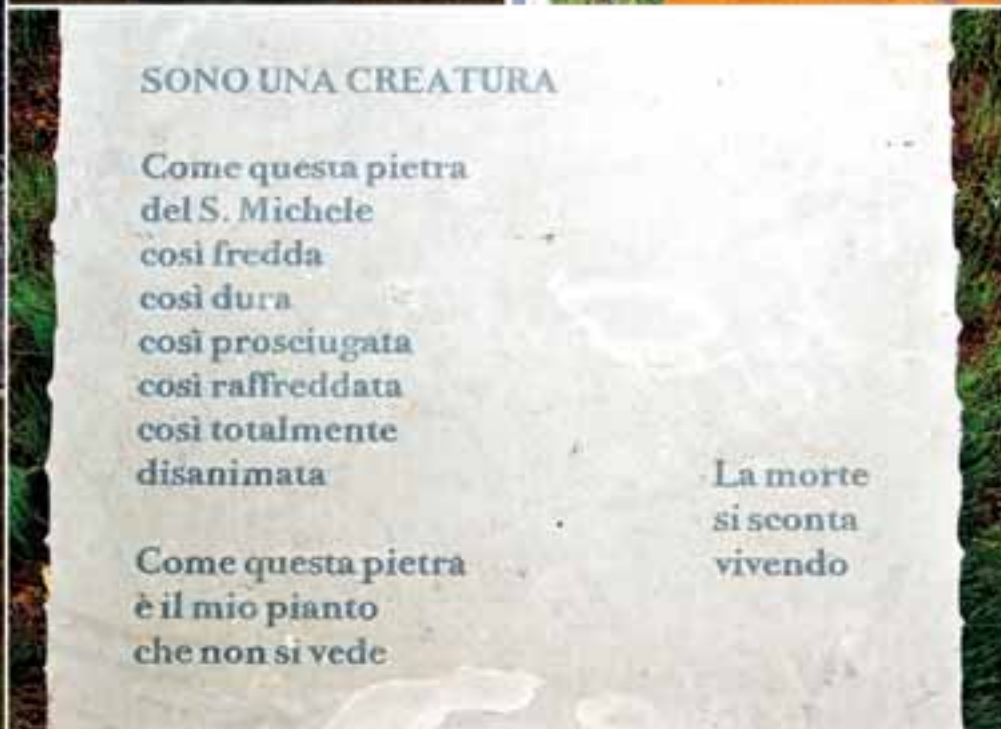 SONO UNA CREATURA
Come questa pietra
del S. Michele
così fredda
così dura
così prosciugata
così raffreddata
così totalmente
disanimata
Come questa pietra
è il mio pianto
che non si vede
La morte
si sconta
vivendo